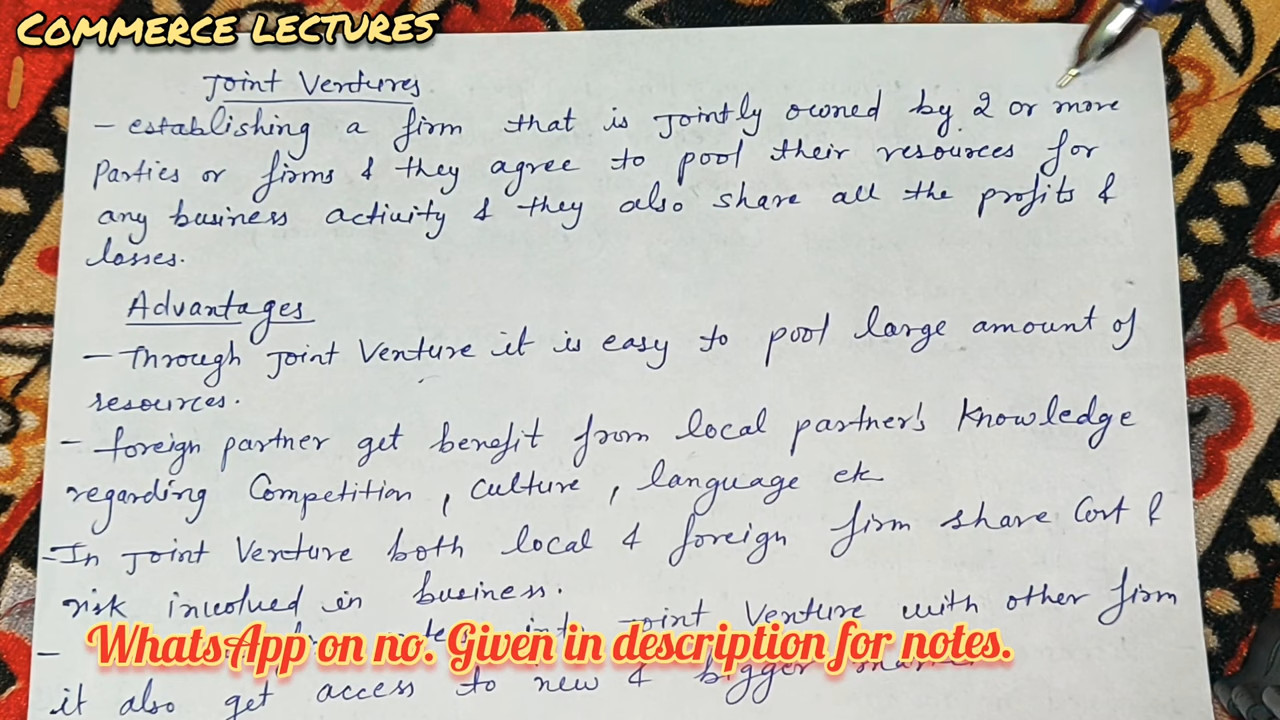 COMMERCE LECTURES
Joint Ventures
- establishing a firm that is jointly owned by 2 or more
Parties or firms & they agree to pool their resources for
any business activity & they also share all the profits &
losses.
Advantages
- Through Joint Venture it is easy to pool large amount of
resources.
- foreign partner get benefit from local partner's knowledge
regarding Competition, Culture, language etc
- In Joint Venture both local & foreign firm share Cost &
risk involved in business.
- Joint Venture with other firm
WhatsApp on no. Given in description for notes.
it also get access to new & bigger